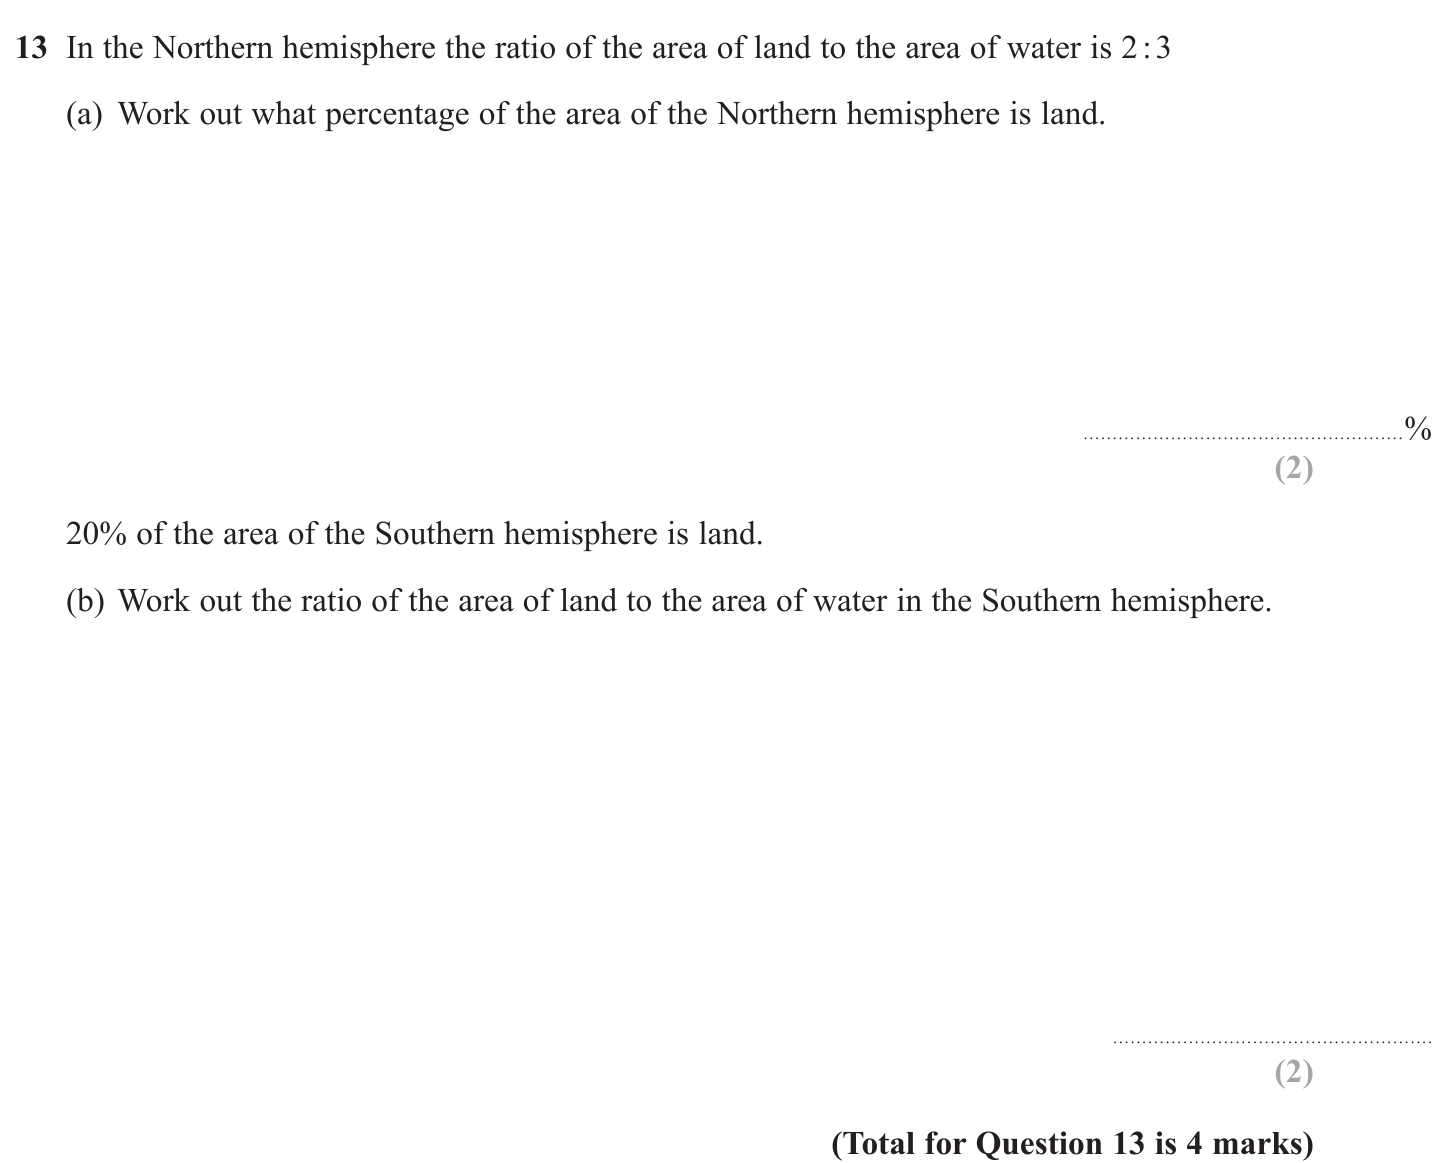 13 In the Northern hemisphere the ratio of the area of land to the area of water is 2 : 3
(a) Work out what percentage of the area of the Northern hemisphere is land.
........................................................%
(2)
20% of the area of the Southern hemisphere is land.
(b) Work out the ratio of the area of land to the area of water in the Southern hemisphere.
........................................................
(2)
(Total for Question 13 is 4 marks)